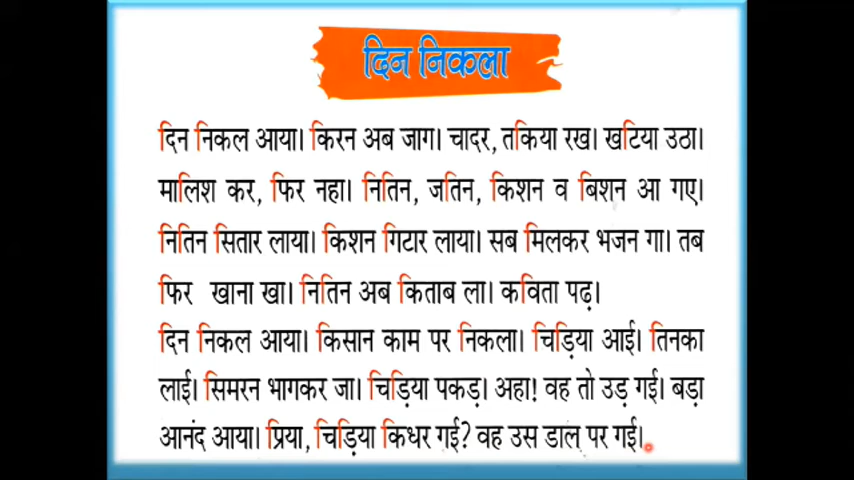 दिन निकला
दिन निकल आया। किरन अब जाग। चादर, तकिया रख। खटिया उठा।
मालिश कर, फिर नहा। नितिन, जतिन, किशन व बिशन आ गए।
नितिन सितार लाया। किशन गिटार लाया। सब मिलकर भजन गा। तब
फिर खाना खा। नितिन अब किताब ला। कविता पढ़।
दिन निकल आया। किसान काम पर निकला। चिड़िया आई। तिनका
लाई। सिमरन भागकर जा। चिड़िया पकड़। अहा! वह तो उड़ गई। बड़ा
आनंद आया। प्रिया, चिड़िया किधर गई? वह उस डाल पर गई।